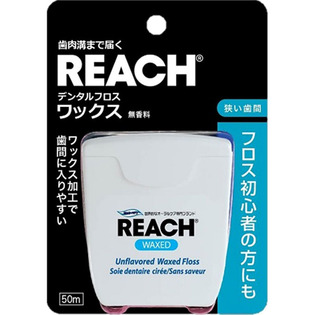 歯肉溝まで届く
REACH®
デンタルフロス
ワックス 無香料
狭い歯間
フロス初心者の方にも
ワックス加工で
歯間に入りやすい
REACH®
WAXED
Unflavored Waxed Floss
Soie dentaire cirée/Sans saveur
50m